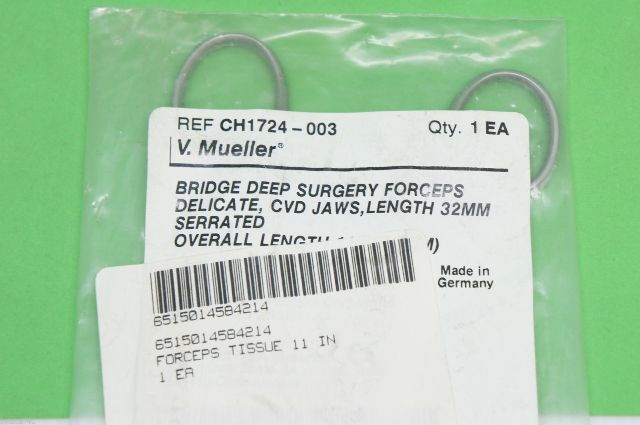 REF CH1724-003 Qty. 1 EA
V. Mueller®
BRIDGE DEEP SURGERY FORCEPS
DELICATE, CVD JAWS,LENGTH 32MM
SERRATED
OVERALL LENGTH M)
Made in
Germany
6515014584214
6515014584214
FORCEPS TISSUE 11 IN
1 EA